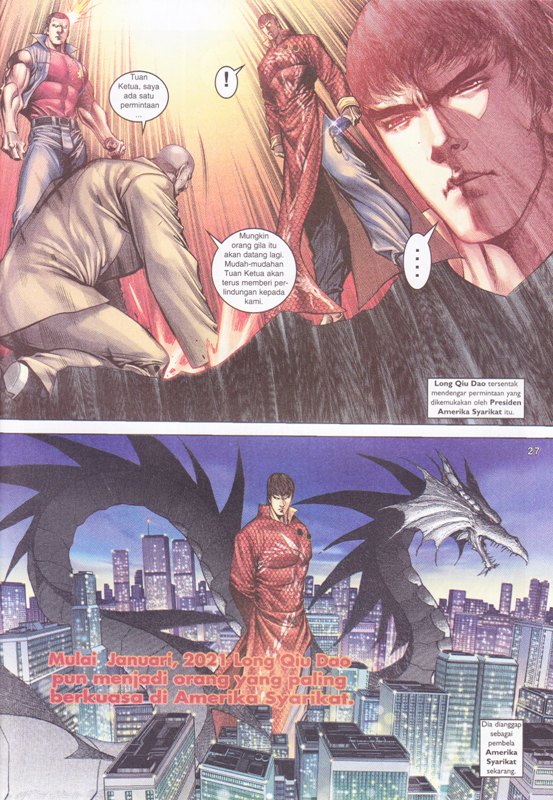 Tuan
Ketua, saya
ada satu
permintaan
...
!
Mungkin
orang gila itu
akan datang lagi.
Mudah-mudahan
Tuan Ketua akan
terus memberi per-
lindungan kepada
kami.
....
Long Qiu Dao tersentak
mendengar permintaan yang
dikemukakan oleh Presiden
Amerika Syarikat itu.
27
Mulai Januari, 2021 Long Qiu Dao
pun menjadi orang yang paling
berkuasa di Amerika Syarikat.
Dia dianggap
sebagai
pembela
Amerika
Syarikat
sekarang.